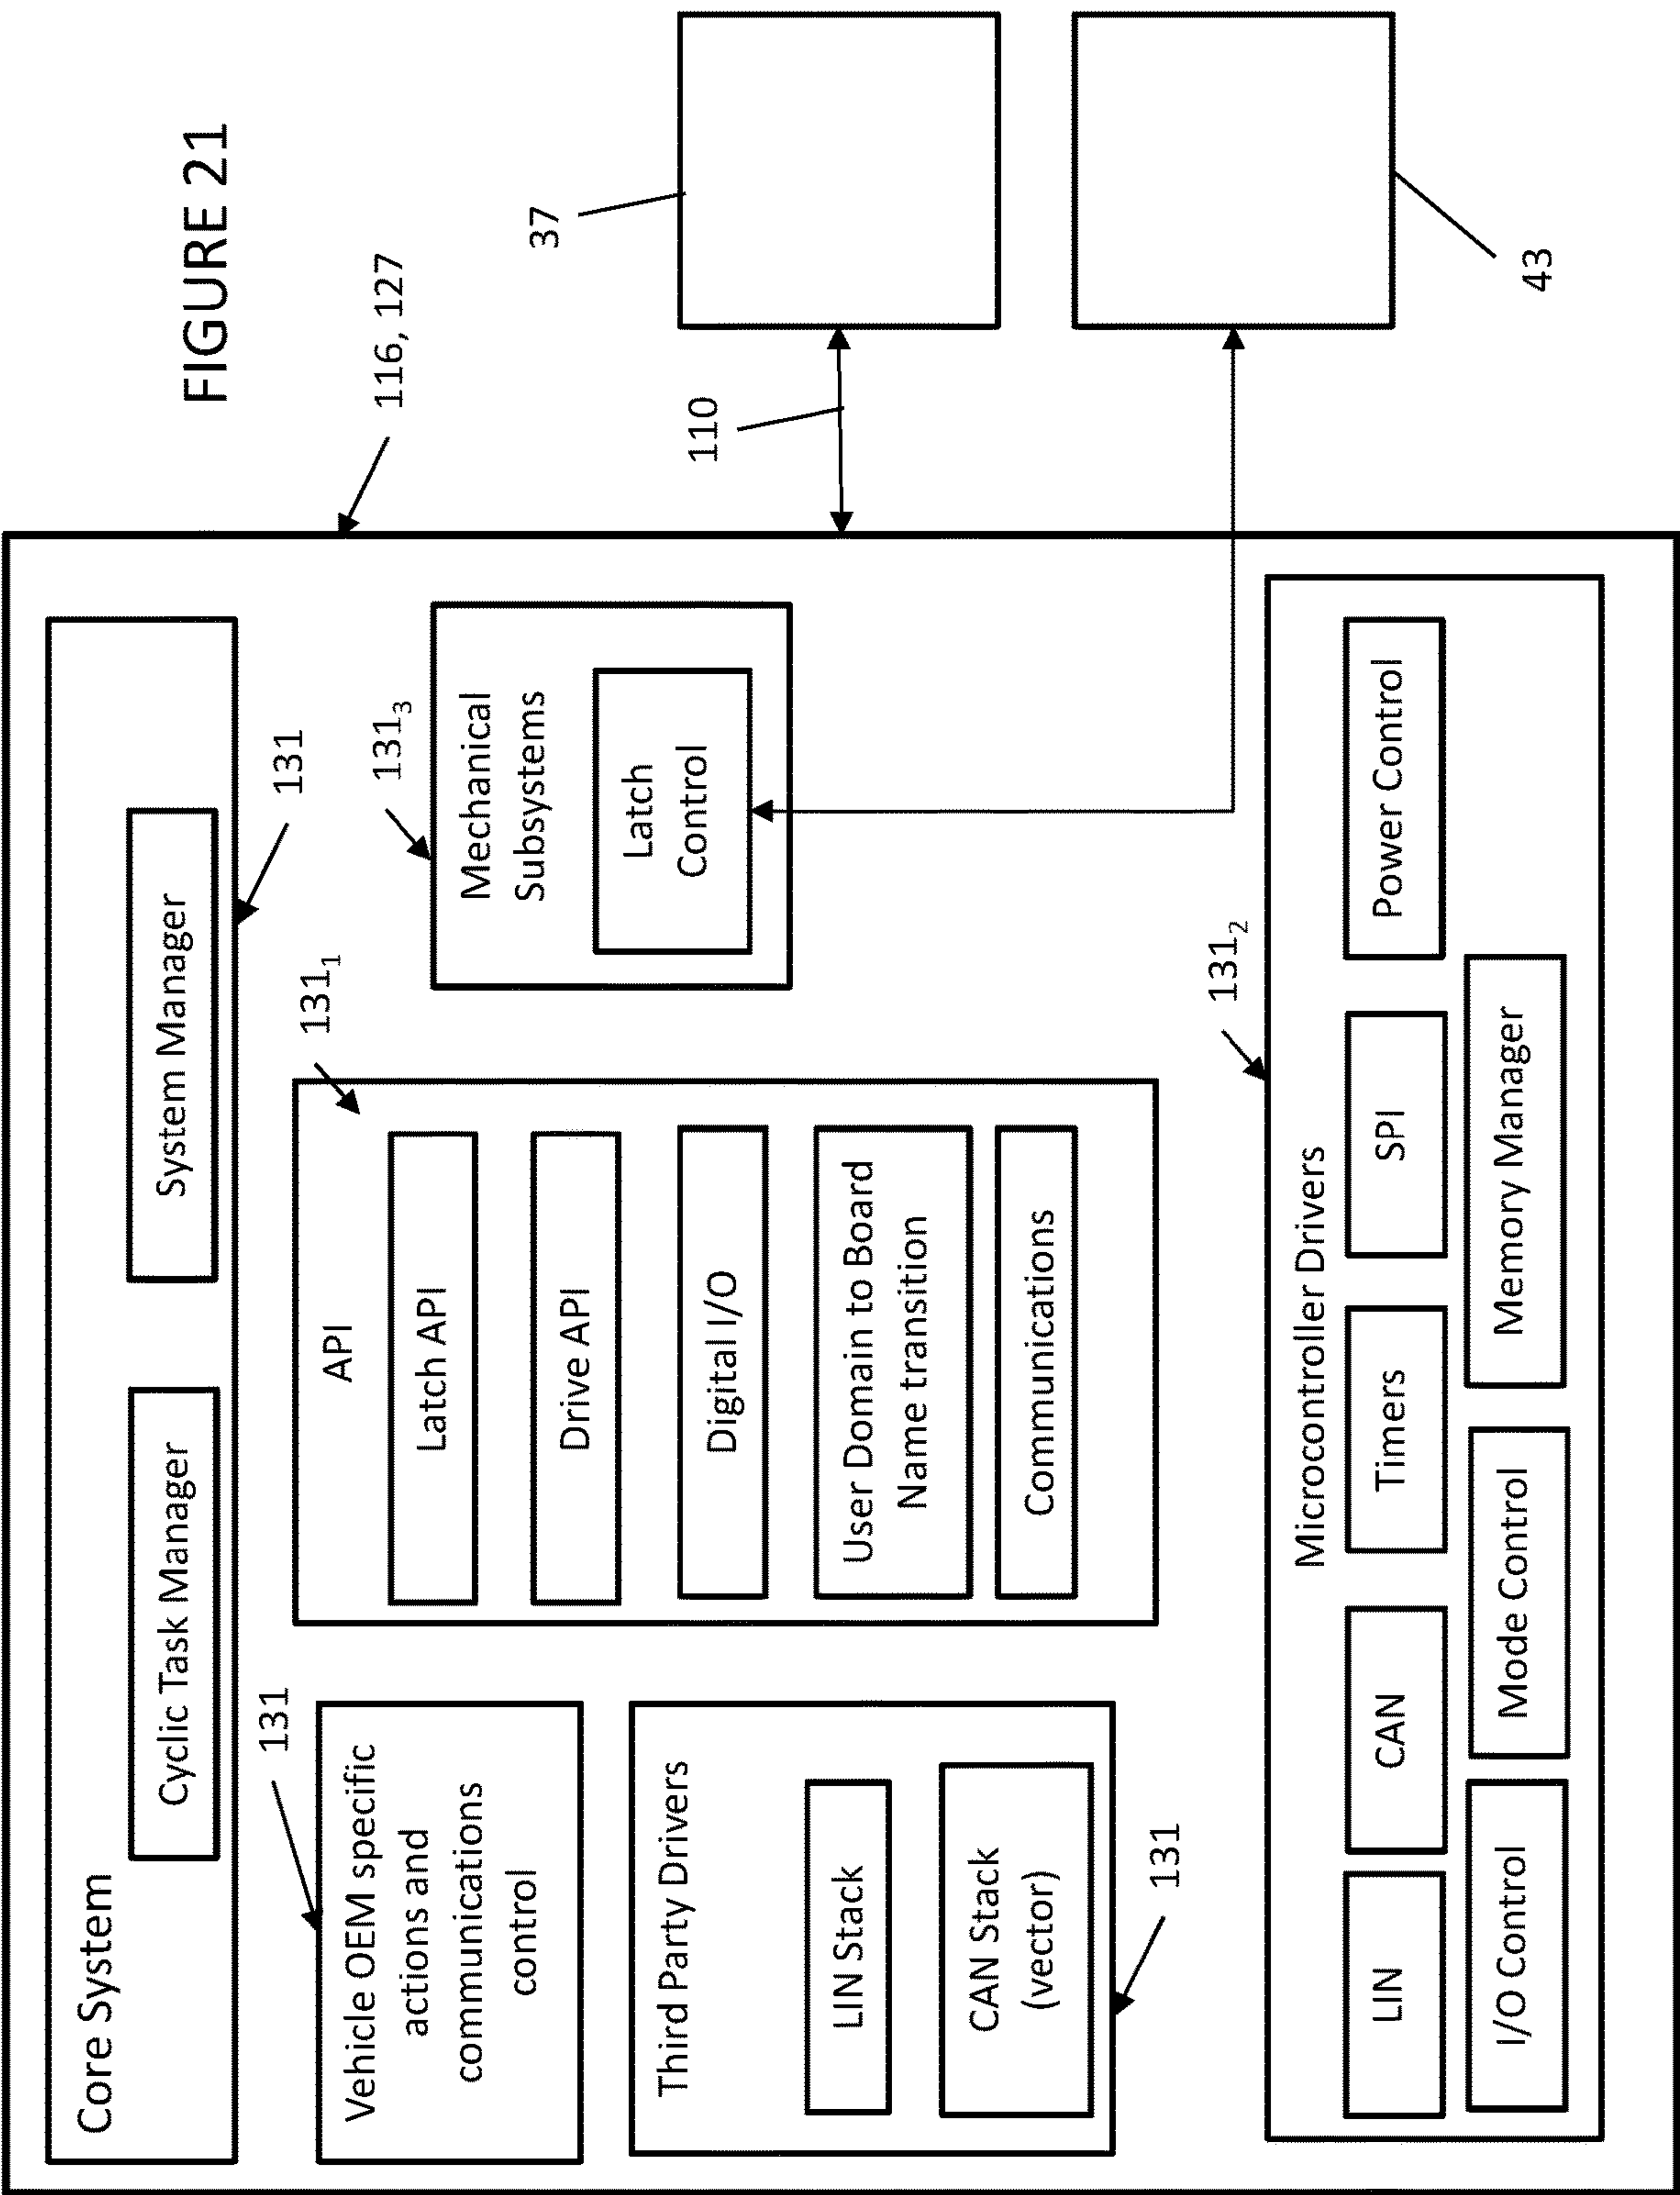 FIGURE 21
116, 127
Core System
Cyclic Task Manager
System Manager
131
131
Vehicle OEM specific
actions and
communications
control
Third Party Drivers
LIN Stack
CAN Stack
(vector)
131
131₁
API
Latch API
Drive API
Digital I/O
User Domain to Board
Name transition
Communications
131₃
Mechanical
Subsystems
Latch
Control
110
37
43
131₂
Microcontroller Drivers
LIN
CAN
Timers
SPI
Power Control
I/O Control
Mode Control
Memory Manager